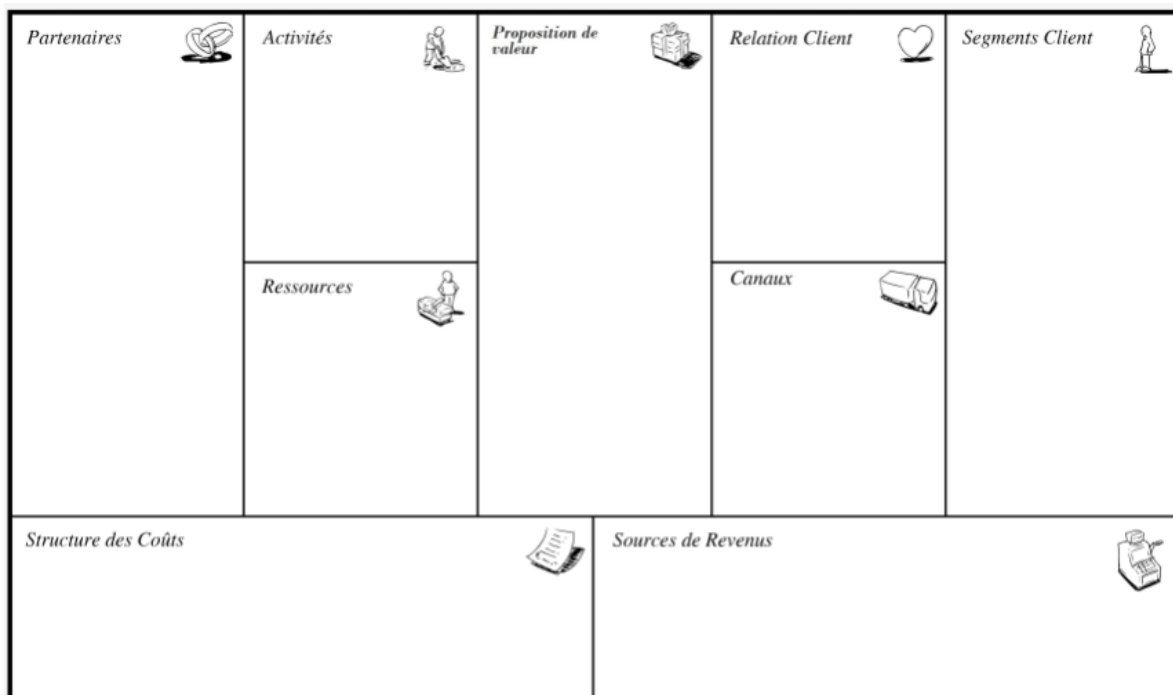 Partenaires
Activités
Proposition de
valeur
Relation Client
Segments Client
Ressources
Canaux
Structure des Coûts
Sources de Revenus